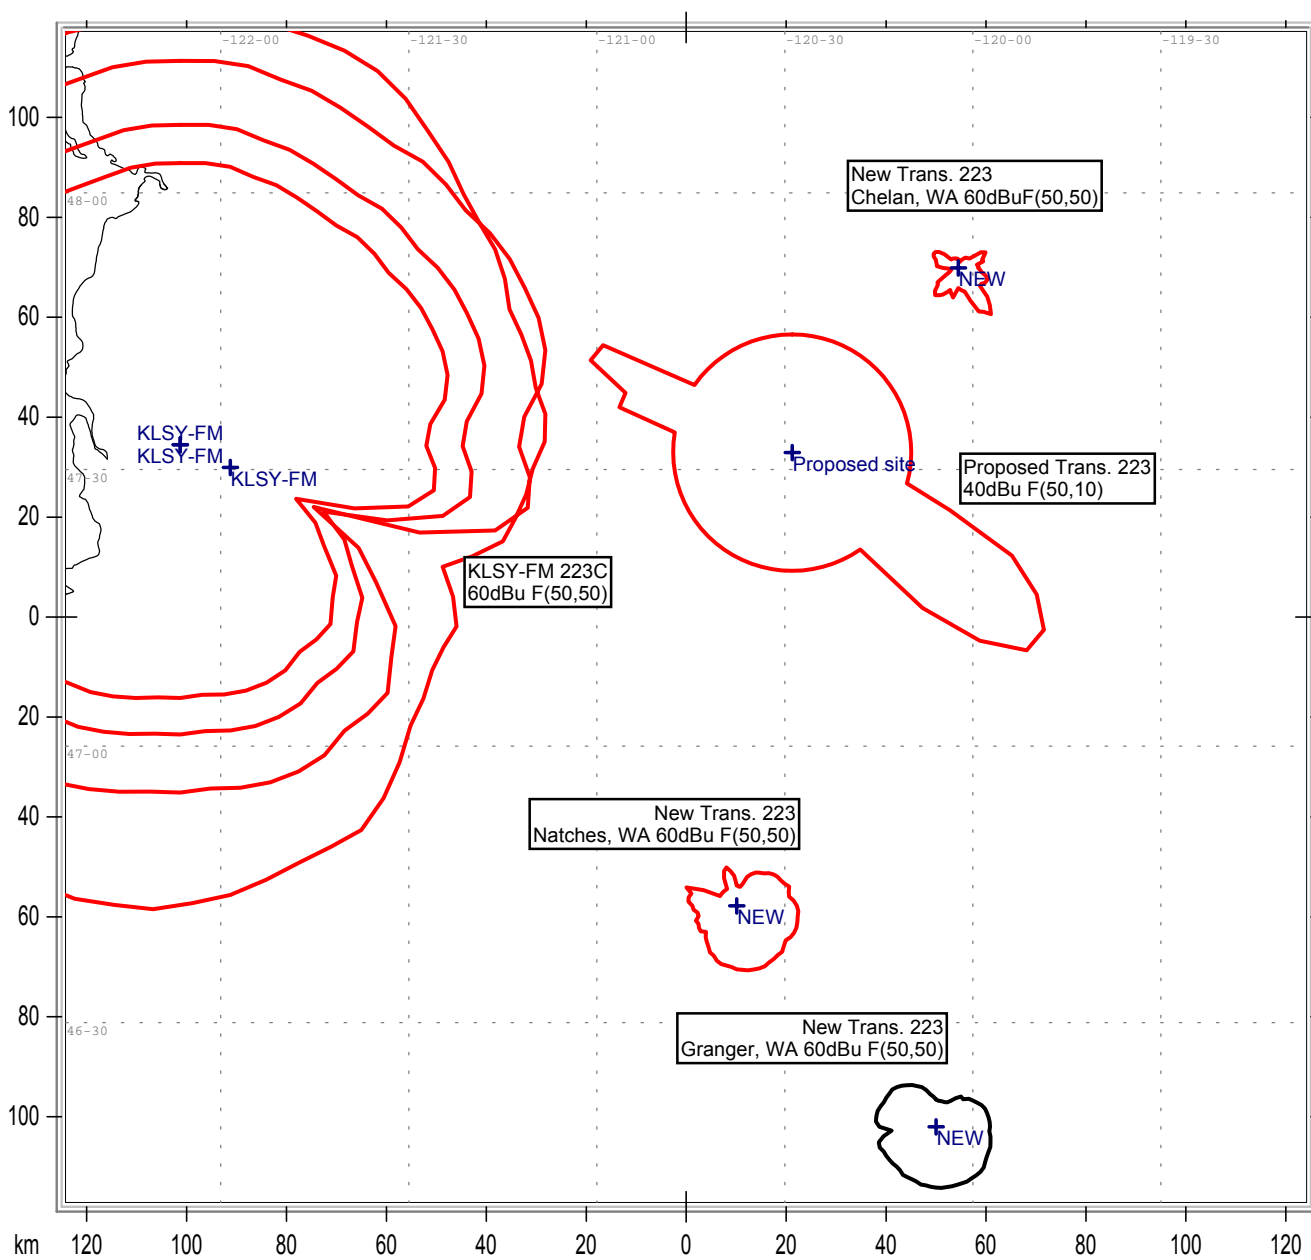 -122-00
-121-30
-121-00
-120-30
-120-00
-119-30
100
80
60
40
20
0
20
40
60
80
100
48-00
47-30
47-00
46-30
New Trans. 223
Chelan, WA 60dBuF(50,50)
NEW
KLSY-FM
KLSY-FM
KLSY-FM
Proposed site
Proposed Trans. 223
40dBu F(50,10)
KLSY-FM 223C
60dBu F(50,50)
New Trans. 223
Natches, WA 60dBu F(50,50)
NEW
New Trans. 223
Granger, WA 60dBu F(50,50)
NEW
km 120 100 80 60 40 20 0 20 40 60 80 100 120